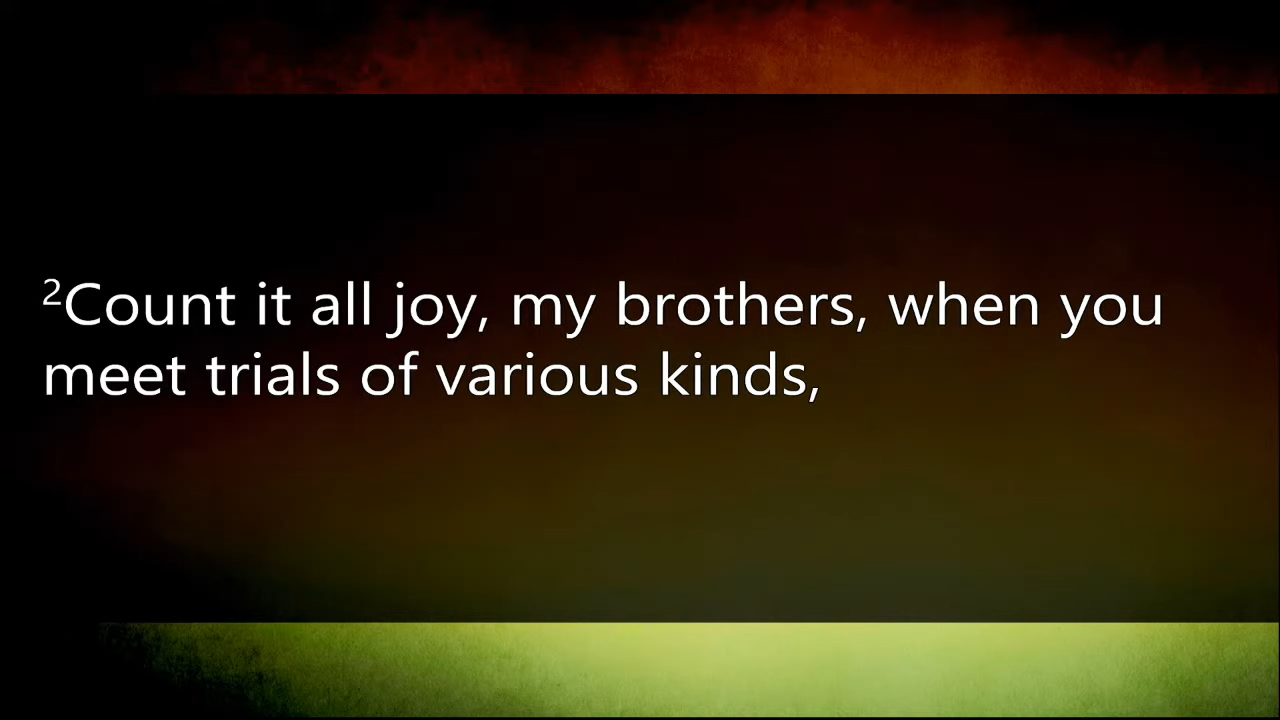 ²Count it all joy, my brothers, when you
meet trials of various kinds,